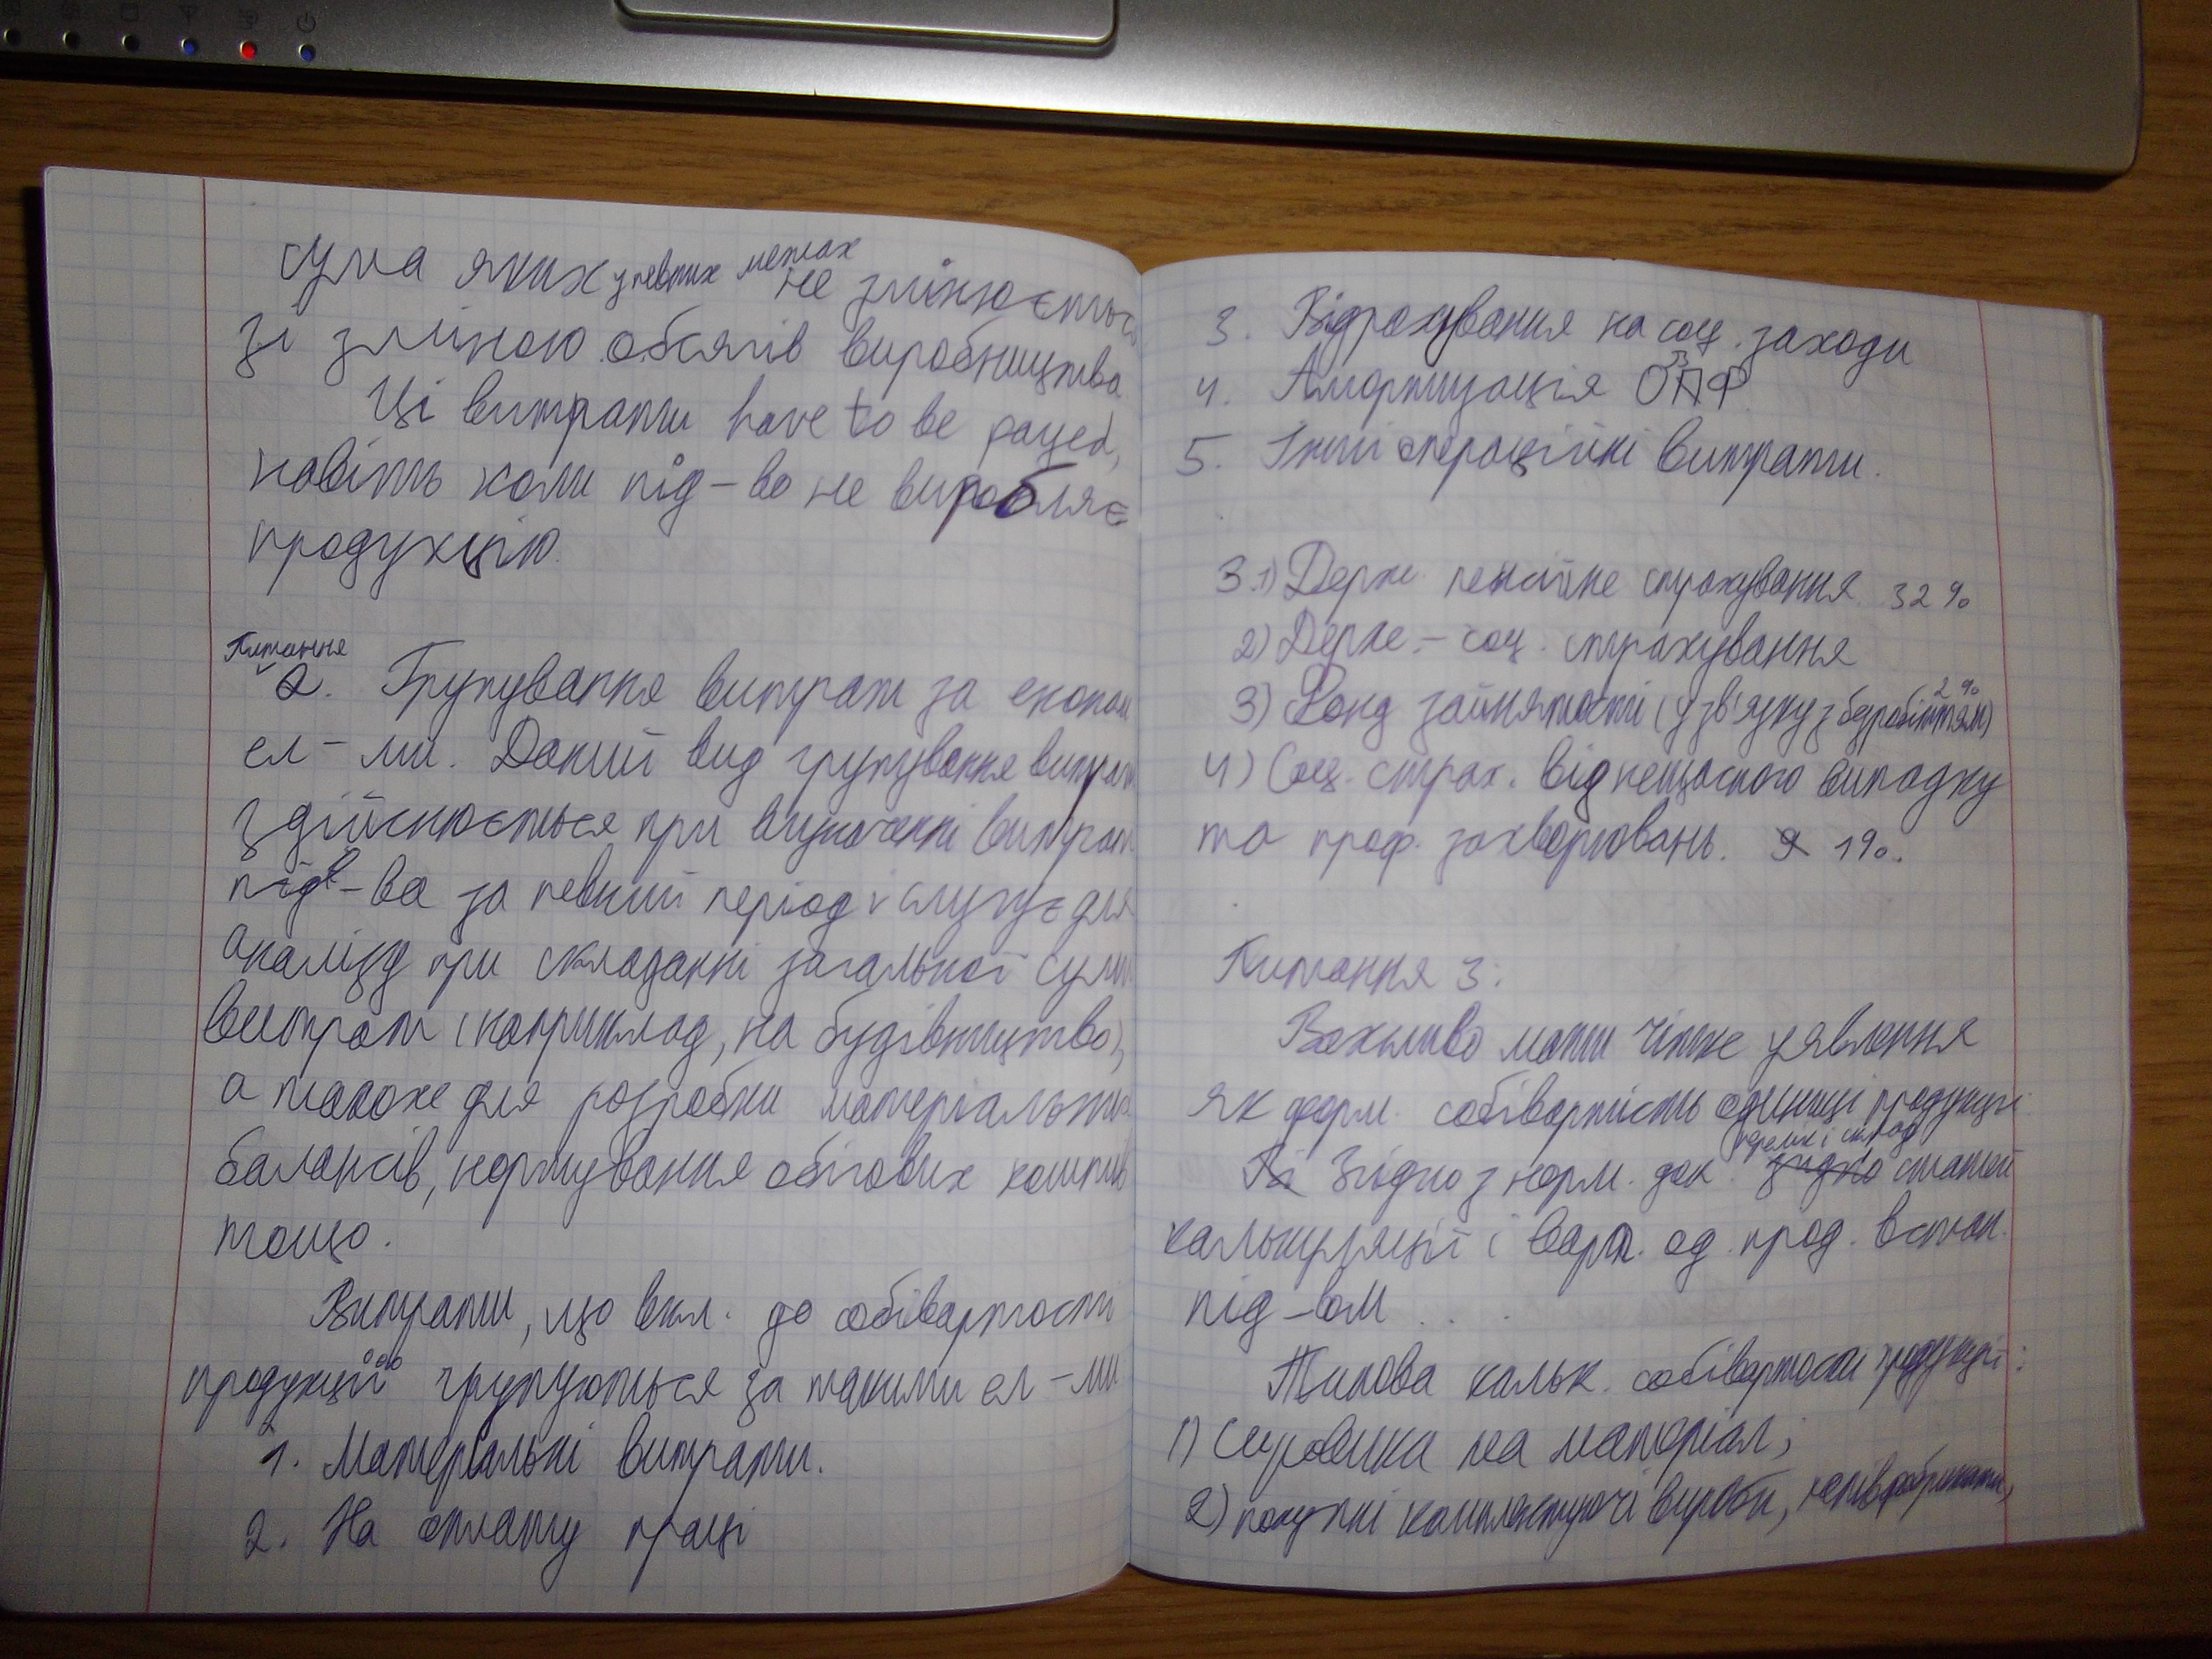 сума яких у певних межах не змінюється
зі зміною обсягів виробництва.
Ці витрати have to be payed,
навіть коли під-во не виробляє
продукцію.
Питання
2. Групування витрат за економ
ел-ми. Даний вид групування витрат
здійснюється при визначенні витрат
під-ва за певний період і слугує для
аналізу при складанні загальної суми
витрат (наприклад, на будівництво),
а також для розробки матеріальних
балансів, нормування обігових коштів
тощо.
Витрати, що вкл. до собівартості
продукції групуються за такими ел-ми
1. Матеріальні витрати.
2. На оплату праці
3. Відрахування на соц. заходи
4. Амортизація ОВПФ
5. Інші операційні витрати.
3.1) Держ. пенсійне страхування 32%
2) Держ.-соц. страхування
3) Фонд зайнятості (у зв'язку з безробіттям) 2%
4) Соц. страх. від нещасного випадку
та проф. захворювань. 1%.
Питання 3:
Важливо мати чітке уявлення
як форм. собівартість одиниці продукції
Згідно з норм. док. перелік і склад статей
калькуляції і варт. од. прод. встан.
під-вом ...
Типова кальк. собівартості продукції:
1) Сировина та матеріал;
2) покупні комплектуючі вироби, напівфабрикати,